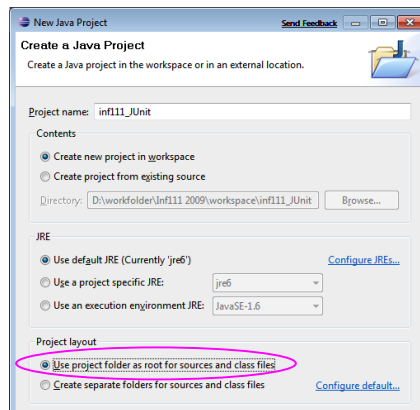 New Java Project
Send Feedback
Create a Java Project
Create a Java project in the workspace or in an external location.
Project name: inf111_JUnit
Contents
Create new project in workspace
Create project from existing source
Directory: D:\workfolder\Inf111 2009\workspace\inf111_JUnit Browse...
JRE
Use default JRE (Currently 'jre6') Configure JREs...
Use a project specific JRE: jre6
Use an execution environment JRE: JavaSE-1.6
Project layout
Use project folder as root for sources and class files
Create separate folders for sources and class files Configure default...